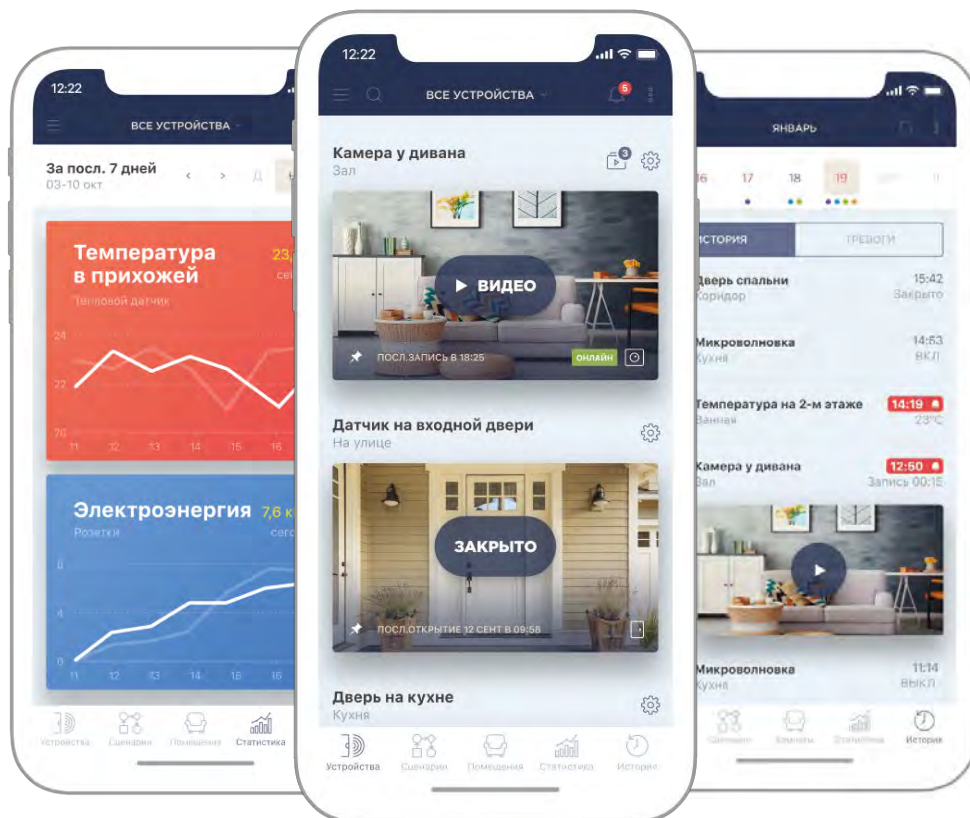 12:22
ВСЕ УСТРОЙСТВА
За посл. 7 дней
03-10 окт
< > Д
Температура
в прихожей
23,
Тепловой датчик
24
22
20
11 12 13 14 15 16
Электроэнергия 7,6 к
Розетки
8
4
0
11 12 13 14 15 16
Устройства Сценарии Помещения Статистика
12:22
ВСЕ УСТРОЙСТВА
5
Камера у дивана
Зал
3
ВИДЕО
ПОСЛ.ЗАПИСЬ В 18:25
ОНЛАЙН
Датчик на входной двери
На улице
ЗАКРЫТО
ПОСЛ.ОТКРЫТИЕ 12 СЕНТ В 09:58
Дверь на кухне
Кухня
Устройства Сценарии Помещения Статистика История
ЯНВАРЬ
16 17 18 19
ИСТОРИЯ ТРЕВОГИ
Дверь спальни 15:42
Коридор Закрыто
Микроволновка 14:53
Кухня ВКЛ
Температура на 2-м этаже 14:19
Ванная 23°C
Камера у дивана 12:50
Зал Запись 00:15
Микроволновка 11:14
Кухня ВЫКЛ
Сценарии Комнаты Статистика История